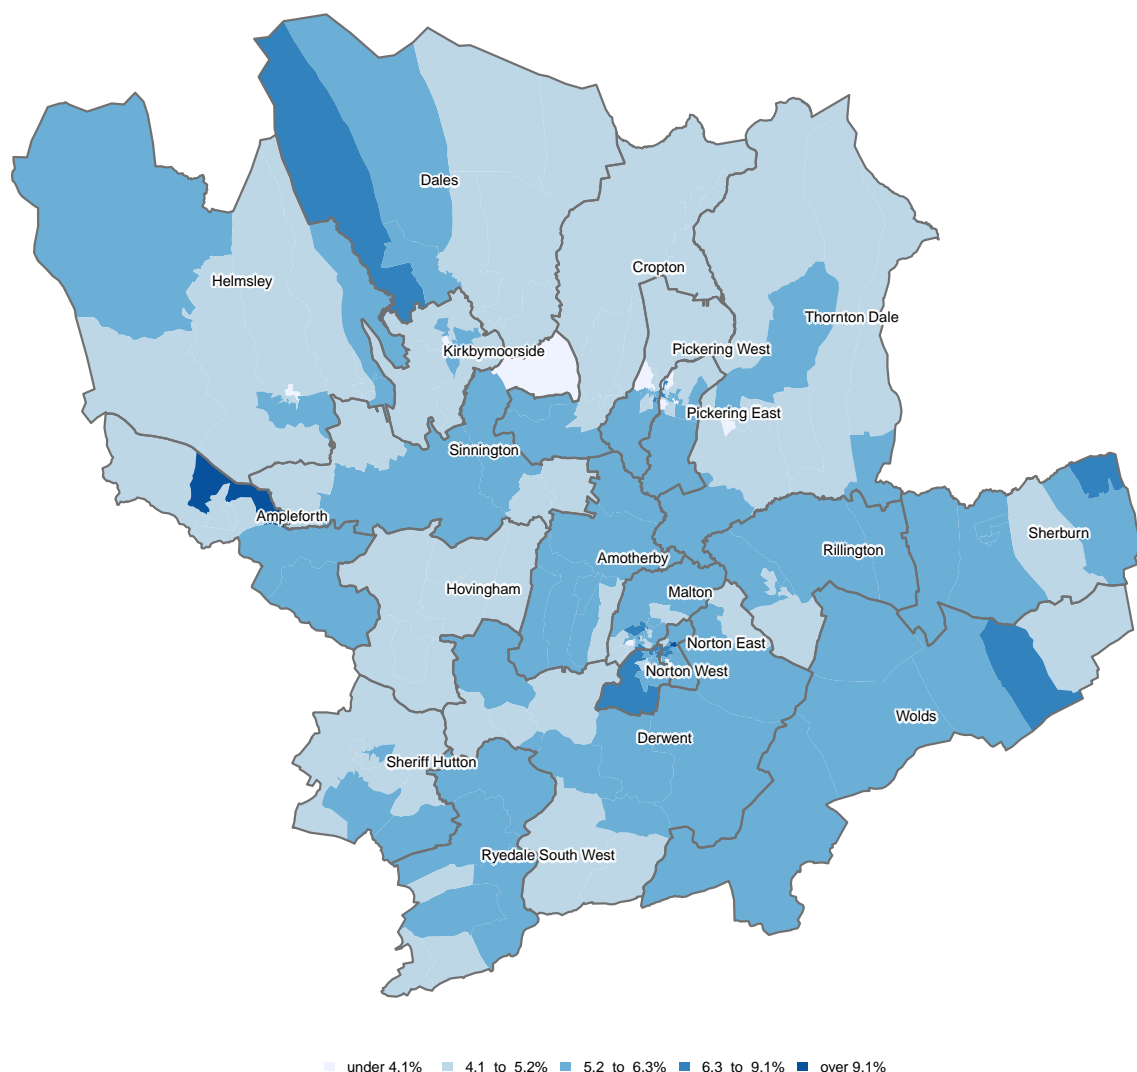 Dales
Helmsley
Cropton
Thornton Dale
Kirkbymoorside
Pickering West
Pickering East
Sinnington
Ampleforth
Sherburn
Rillington
Amotherby
Hovingham
Malton
Norton East
Norton West
Wolds
Derwent
Sheriff Hutton
Ryedale South West
under 4.1% 4.1 to 5.2% 5.2 to 6.3% 6.3 to 9.1% over 9.1%